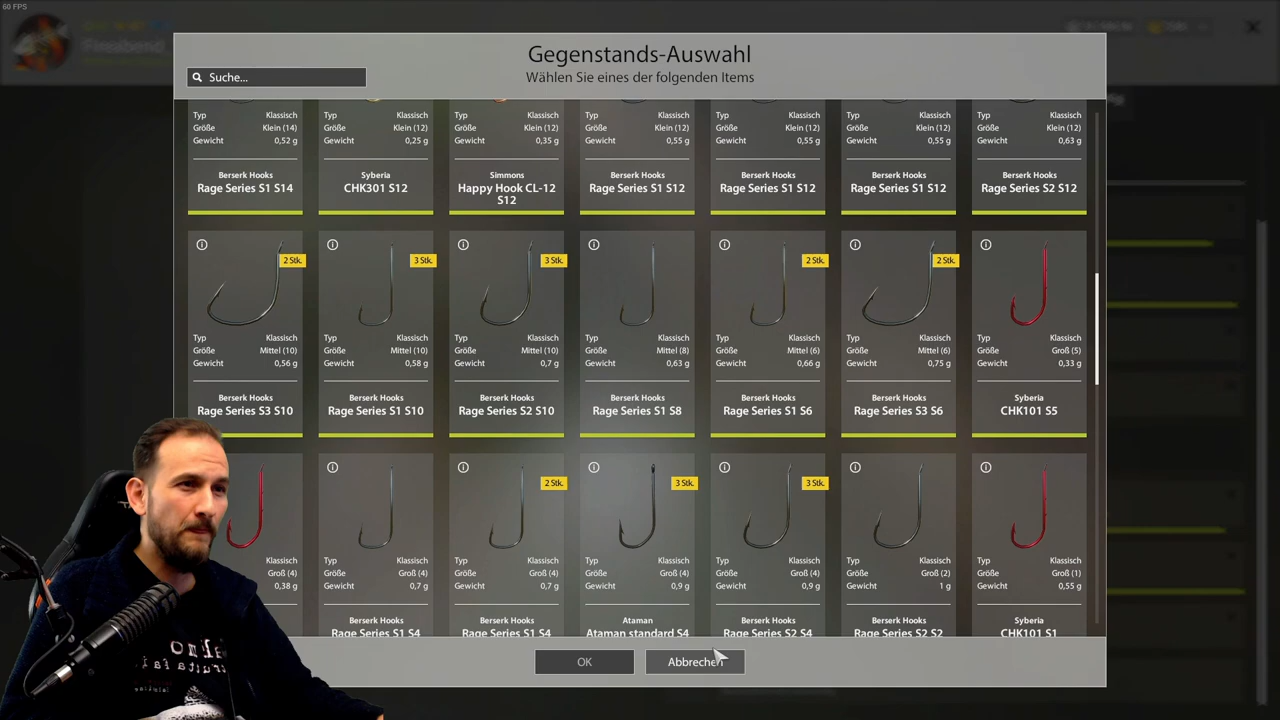 60 FPS
Gegenstands-Auswahl
Suche...
Wählen Sie eines der folgenden Items
Typ Klassisch Typ Klassisch Typ Klassisch Typ Klassisch Typ Klassisch Typ Klassisch Typ Klassisch
Größe Klein (14) Größe Klein (12) Größe Klein (12) Größe Klein (12) Größe Klein (12) Größe Klein (12) Größe Klein (12)
Gewicht 0,52 g Gewicht 0,25 g Gewicht 0,35 g Gewicht 0,55 g Gewicht 0,55 g Gewicht 0,55 g Gewicht 0,63 g
Berserk Hooks Syberia Simmons Berserk Hooks Berserk Hooks Berserk Hooks Berserk Hooks
Rage Series S1 S14 CHK301 S12 Happy Hook CL-12 Rage Series S1 S12 Rage Series S1 S12 Rage Series S1 S12 Rage Series S2 S12
S12
2 Stk. 3 Stk. 3 Stk. 2 Stk. 2 Stk.
Typ Klassisch Typ Klassisch Typ Klassisch Typ Klassisch Typ Klassisch Typ Klassisch Typ Klassisch
Größe Mittel (10) Größe Mittel (10) Größe Mittel (10) Größe Mittel (8) Größe Mittel (6) Größe Mittel (6) Größe Groß (5)
Gewicht 0,56 g Gewicht 0,58 g Gewicht 0,7 g Gewicht 0,63 g Gewicht 0,66 g Gewicht 0,75 g Gewicht 0,33 g
Berserk Hooks Berserk Hooks Berserk Hooks Berserk Hooks Berserk Hooks Berserk Hooks Syberia
Rage Series S3 S10 Rage Series S1 S10 Rage Series S2 S10 Rage Series S1 S8 Rage Series S1 S6 Rage Series S3 S6 CHK101 S5
2 Stk. 3 Stk. 3 Stk.
Klassisch Typ Klassisch Typ Klassisch Typ Klassisch Typ Klassisch Typ Klassisch Typ Klassisch
Groß (4) Größe Groß (4) Größe Groß (4) Größe Groß (4) Größe Groß (4) Größe Groß (2) Größe Groß (1)
0,38 g Gewicht 0,7 g Gewicht 0,7 g Gewicht 0,9 g Gewicht 0,9 g Gewicht 1 g Gewicht 0,55 g
Berserk Hooks Berserk Hooks Ataman Berserk Hooks Berserk Hooks Syberia
Rage Series S1 S4 Rage Series S1 S4 Ataman standard S4 Rage Series S2 S4 Rage Series S2 S2 CHK101 S1
OK Abbrechen